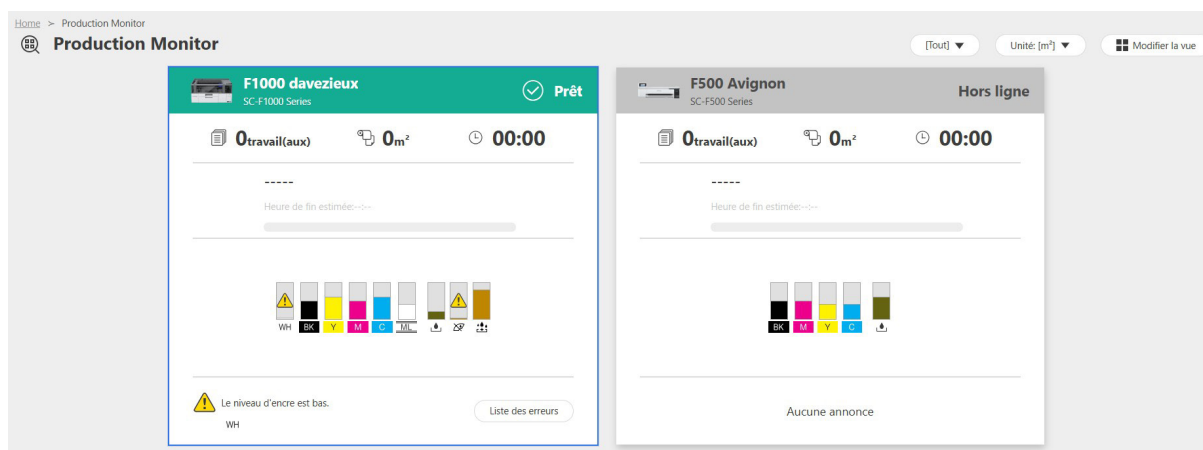 Home > Production Monitor
Production Monitor
[Tout] ▼
Unité: [m²] ▼
Modifier la vue
F1000 davezieux
SC-F1000 Series
Prêt
0travail(aux)
0m²
00:00
-----
Heure de fin estimée:--:--
WH BK Y M C ML
Le niveau d'encre est bas.
WH
Liste des erreurs
F500 Avignon
SC-F500 Series
Hors ligne
0travail(aux)
0m²
00:00
-----
Heure de fin estimée:--:--
BK M Y C
Aucune annonce